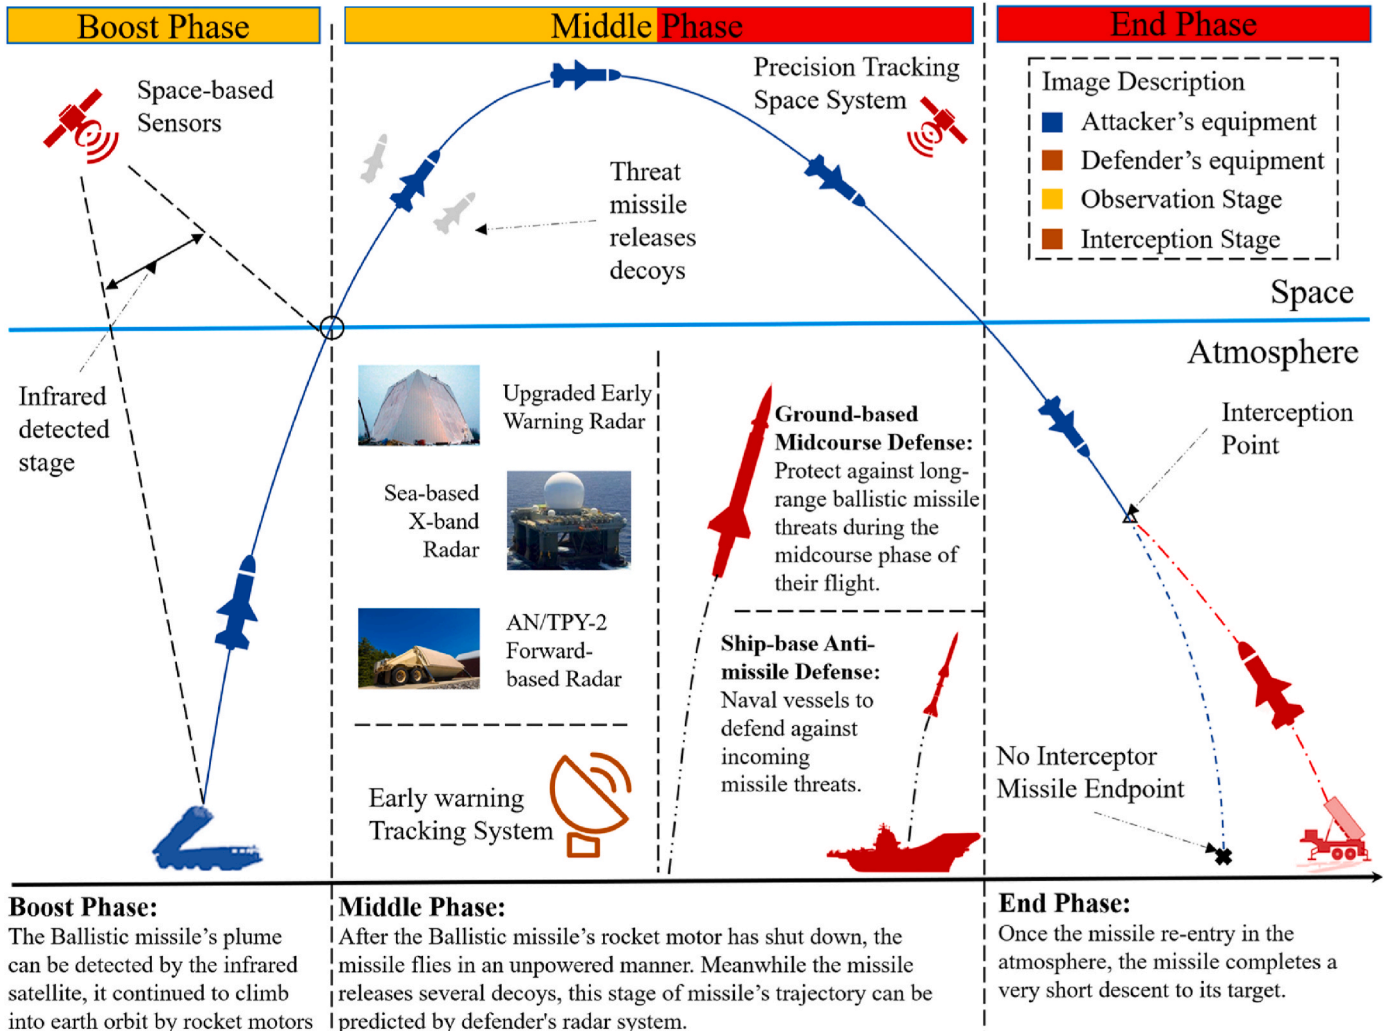 Boost Phase
Middle Phase
End Phase
Space-based
Sensors
Precision Tracking
Space System
Image Description
Attacker's equipment
Defender's equipment
Observation Stage
Interception Stage
Threat
missile
releases
decoys
Space
Atmosphere
Infrared
detected
stage
Upgraded Early
Warning Radar
Sea-based
X-band
Radar
AN/TPY-2
Forward-
based Radar
Early warning
Tracking System
Ground-based
Midcourse Defense:
Protect against long-
range ballistic missile
threats during the
midcourse phase of
their flight.
Ship-base Anti-
missile Defense:
Naval vessels to
defend against
incoming
missile threats.
Interception
Point
No Interceptor
Missile Endpoint
Boost Phase:
The Ballistic missile's plume
can be detected by the infrared
satellite, it continued to climb
into earth orbit by rocket motors
Middle Phase:
After the Ballistic missile's rocket motor has shut down, the
missile flies in an unpowered manner. Meanwhile the missile
releases several decoys, this stage of missile's trajectory can be
predicted by defender's radar system.
End Phase:
Once the missile re-entry in the
atmosphere, the missile completes a
very short descent to its target.